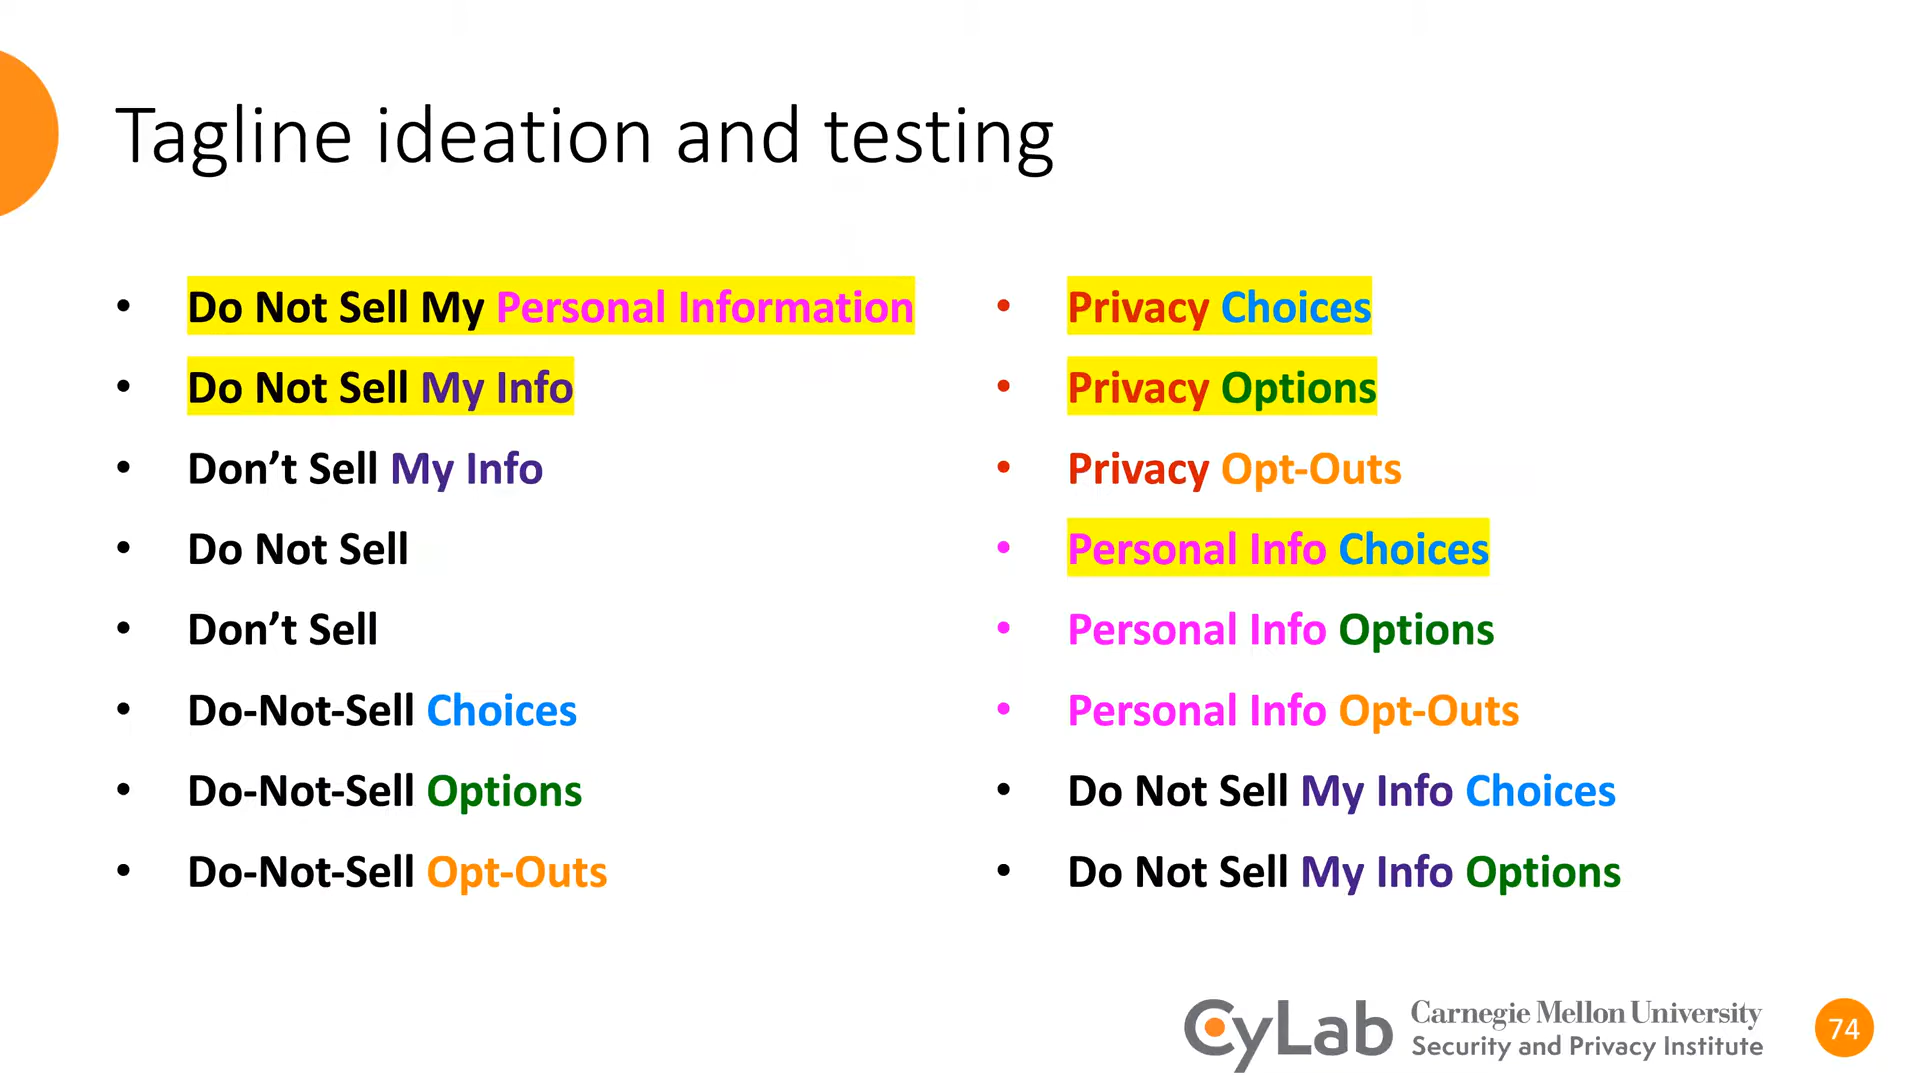 Tagline ideation and testing
• Do Not Sell My Personal Information
• Do Not Sell My Info
• Don’t Sell My Info
• Do Not Sell
• Don’t Sell
• Do-Not-Sell Choices
• Do-Not-Sell Options
• Do-Not-Sell Opt-Outs
• Privacy Choices
• Privacy Options
• Privacy Opt-Outs
• Personal Info Choices
• Personal Info Options
• Personal Info Opt-Outs
• Do Not Sell My Info Choices
• Do Not Sell My Info Options
CyLab
Carnegie Mellon University
Security and Privacy Institute
74